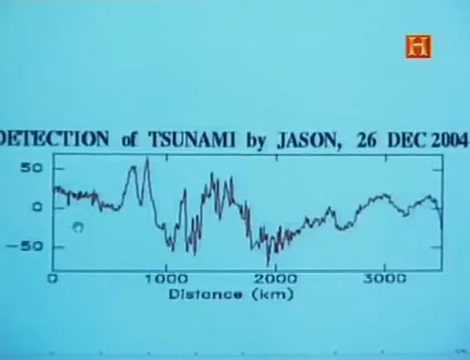 H
DETECTION of TSUNAMI by JASON, 26 DEC 2004
50
0
-50
0 1000 2000 3000
Distance (km)